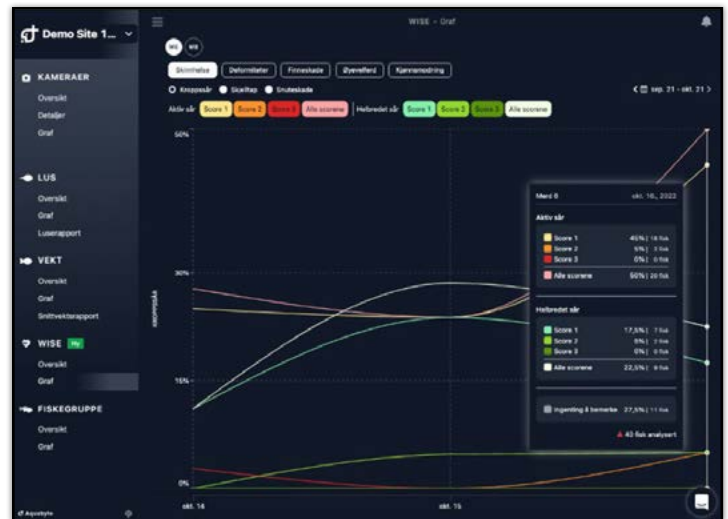 Demo Site 1...
WISE - Graf
KAMERAER
Oversikt
Detaljer
Graf
LUS
Oversikt
Graf
Luserapport
VEKT
Oversikt
Graf
Snittvektsrapport
WISE Ny
Oversikt
Graf
FISKEGRUPPE
Oversikt
Graf
Aquabyte
Skinnhelse Deformiteter Finneskade Øyevelferd Kjønnsmodning
Kroppssår Skjelltap Snuteskade
sep. 21 - okt. 21
Aktiv sår Score 1 Score 2 Score 3 Alle scorene Helbredet sår Score 1 Score 2 Score 3 Alle scorene
50%
30%
15%
0%
okt. 14 okt. 15
Merd 6 okt. 16, 2022
Aktiv sår
Score 1 45% | 18 fisk
Score 2 5% | 2 fisk
Score 3 0% | 0 fisk
Alle scorene 50% | 20 fisk
Helbredet sår
Score 1 17,5% | 7 fisk
Score 2 5% | 2 fisk
Score 3 0% | 0 fisk
Alle scorene 22,5% | 9 fisk
Ingenting å bemerke 27,5% | 11 fisk
40 fisk analysert